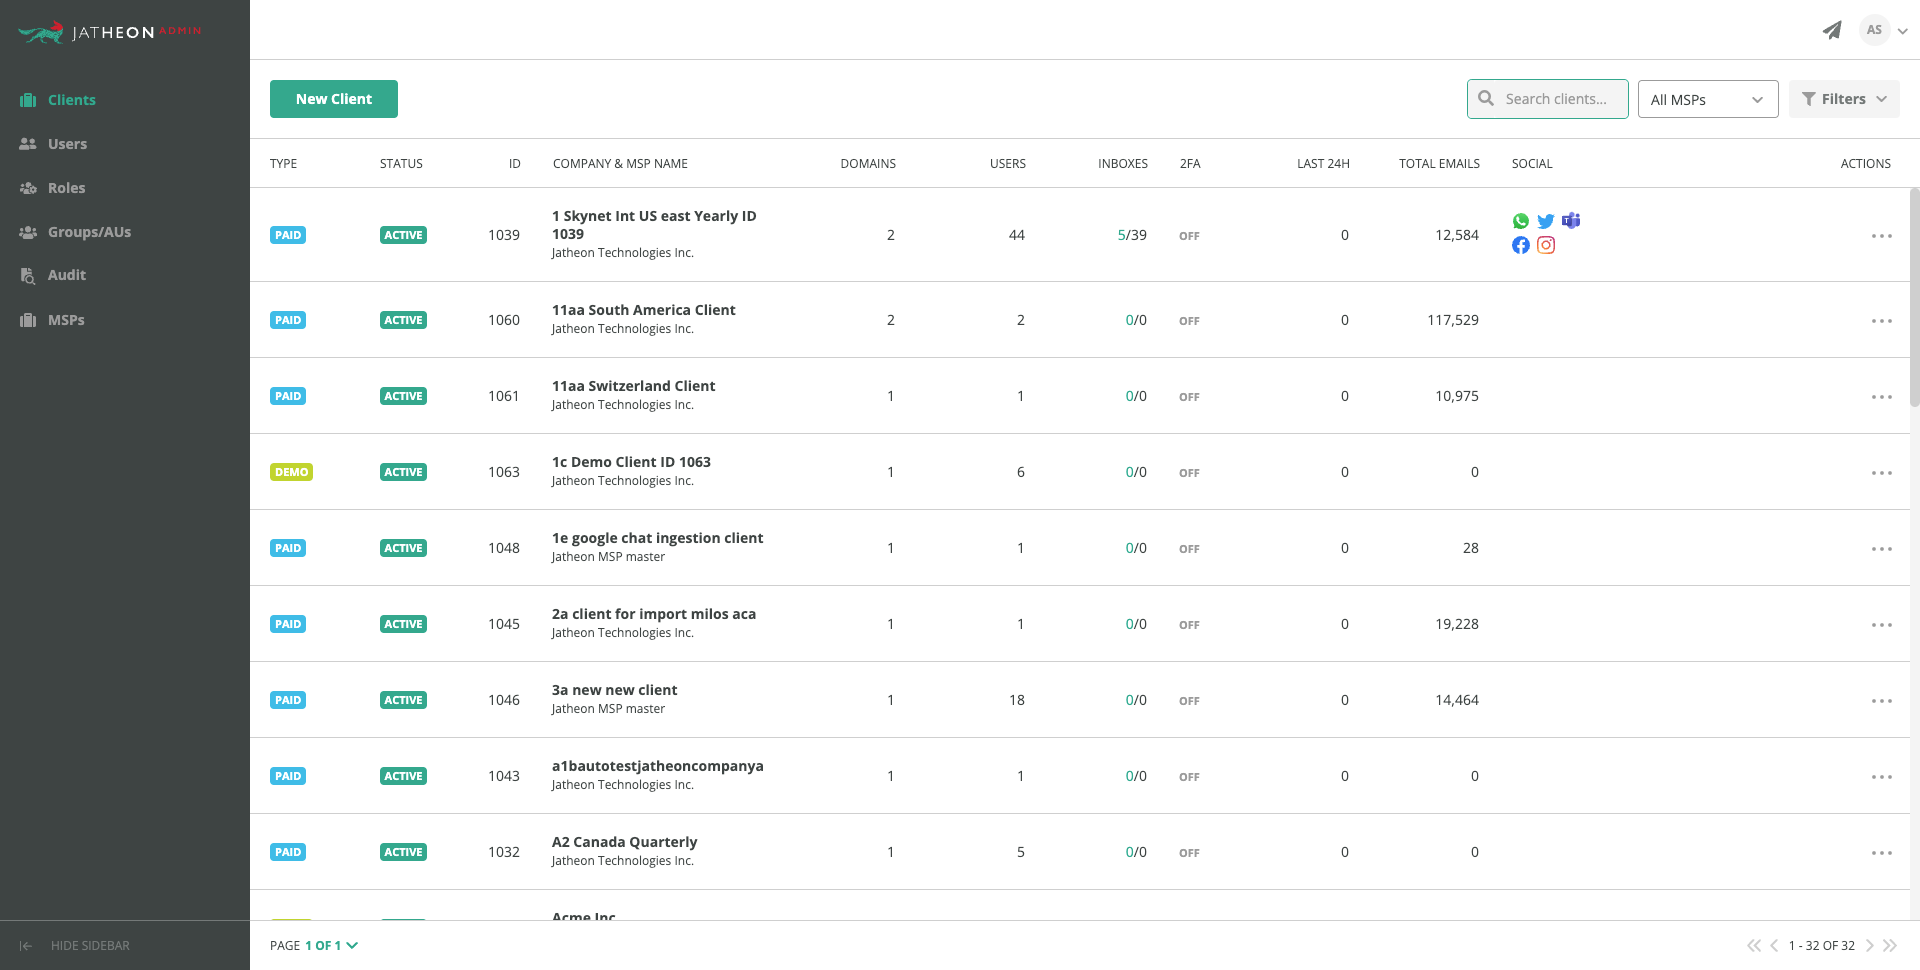 JATHEON ADMIN
AS
Clients
Users
Roles
Groups/AUs
Audit
MSPs
HIDE SIDEBAR
New Client
Search clients...
All MSPs
Filters
TYPE STATUS ID COMPANY & MSP NAME DOMAINS USERS INBOXES 2FA LAST 24H TOTAL EMAILS SOCIAL ACTIONS
PAID ACTIVE 1039 1 Skynet Int US east Yearly ID
1039
Jatheon Technologies Inc.
2 44 5/39 OFF 0 12,584
PAID ACTIVE 1060 11aa South America Client
Jatheon Technologies Inc.
2 2 0/0 OFF 0 117,529
PAID ACTIVE 1061 11aa Switzerland Client
Jatheon Technologies Inc.
1 1 0/0 OFF 0 10,975
DEMO ACTIVE 1063 1c Demo Client ID 1063
Jatheon Technologies Inc.
1 6 0/0 OFF 0 0
PAID ACTIVE 1048 1e google chat ingestion client
Jatheon MSP master
1 1 0/0 OFF 0 28
PAID ACTIVE 1045 2a client for import milos aca
Jatheon Technologies Inc.
1 1 0/0 OFF 0 19,228
PAID ACTIVE 1046 3a new new client
Jatheon MSP master
1 18 0/0 OFF 0 14,464
PAID ACTIVE 1043 a1bautotestjatheoncompanya
Jatheon Technologies Inc.
1 1 0/0 OFF 0 0
PAID ACTIVE 1032 A2 Canada Quarterly
Jatheon Technologies Inc.
1 5 0/0 OFF 0 0
Acme Inc
PAGE 1 OF 1
1 - 32 OF 32